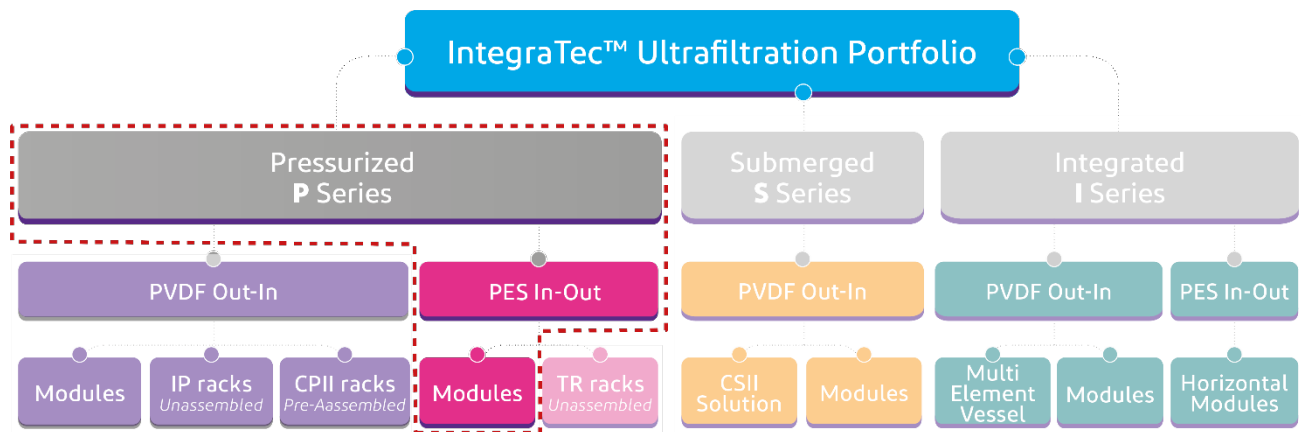 IntegraTec™ Ultrafiltration Portfolio
Pressurized
P Series
Submerged
S Series
Integrated
I Series
PVDF Out-In
PES In-Out
PVDF Out-In
PVDF Out-In
PES In-Out
Modules
IP racks
Unassembled
CPII racks
Pre-Aassembled
Modules
TR racks
Unassembled
CSII
Solution
Modules
Multi
Element
Vessel
Modules
Horizontal
Modules